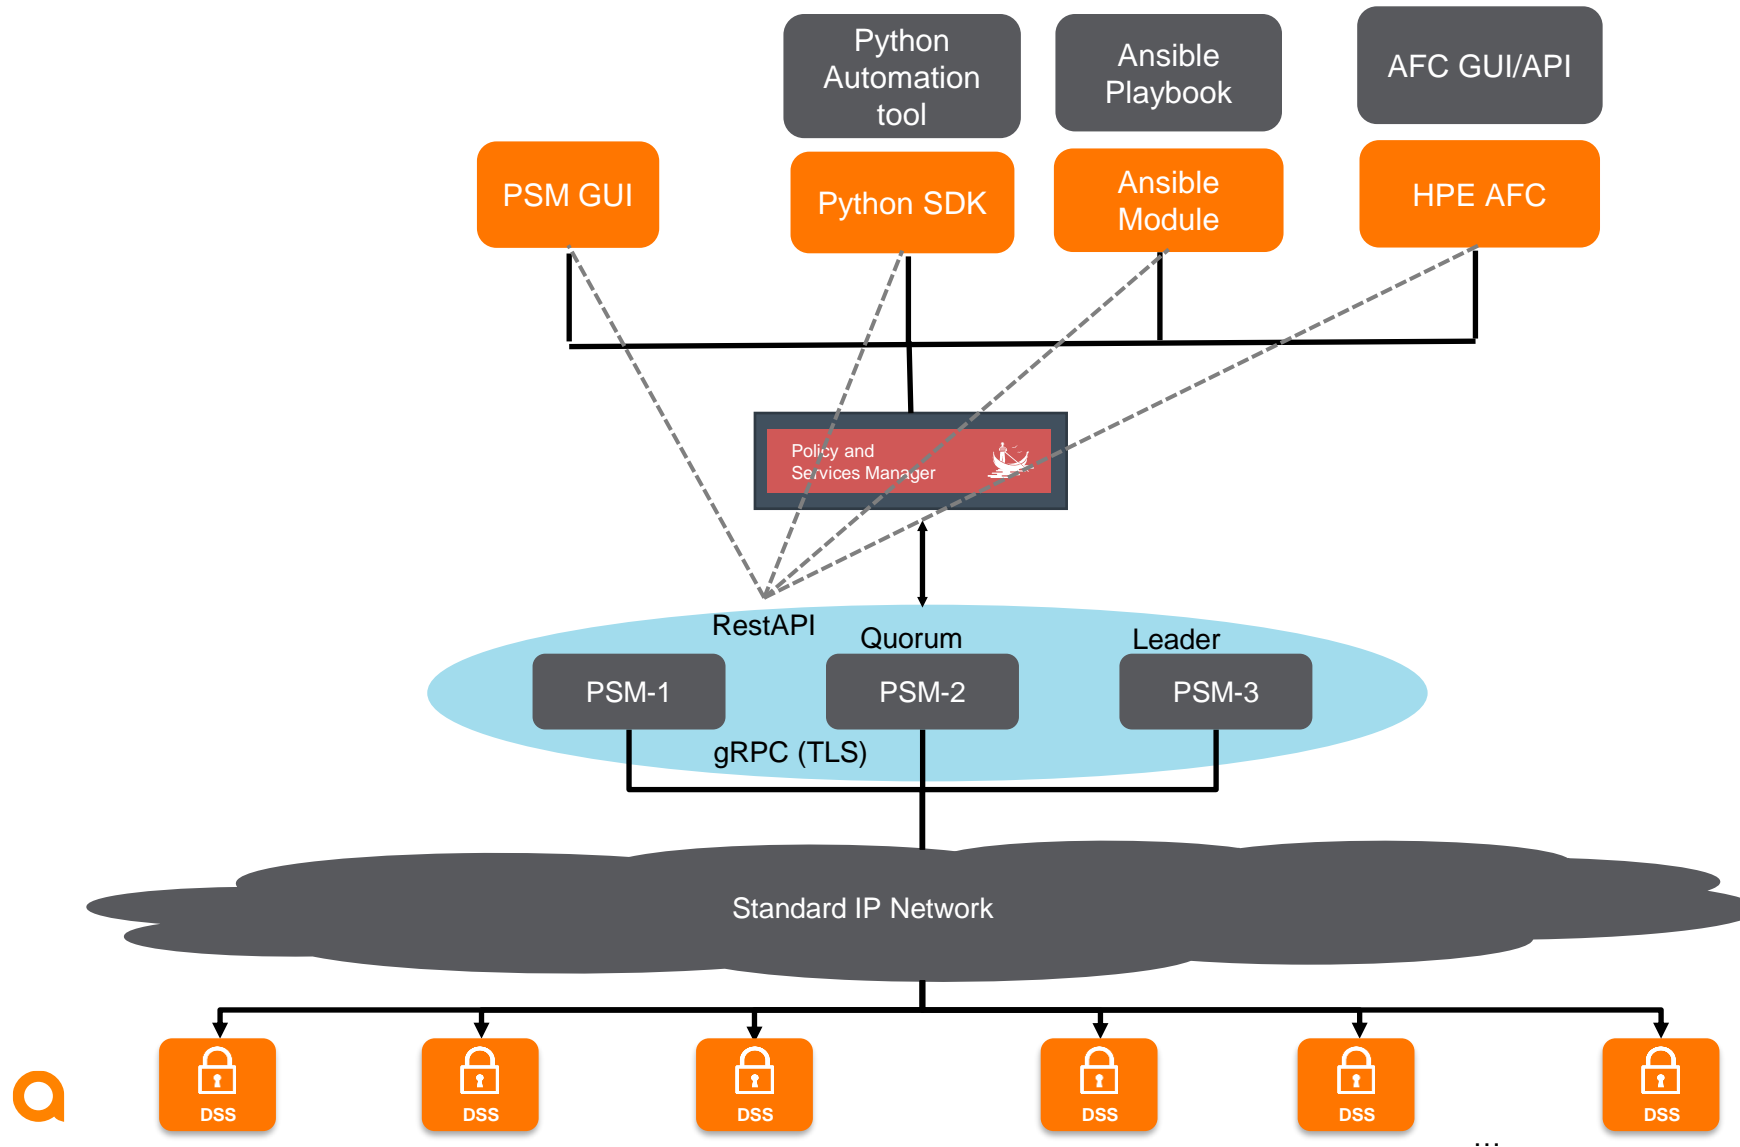 Python
Automation
tool
Ansible
Playbook
AFC GUI/API
PSM GUI
Python SDK
Ansible
Module
HPE AFC
Policy and
Services Manager
RestAPI
Quorum
Leader
PSM-1
PSM-2
PSM-3
gRPC (TLS)
Standard IP Network
DSS
DSS
DSS
DSS
DSS
DSS
...